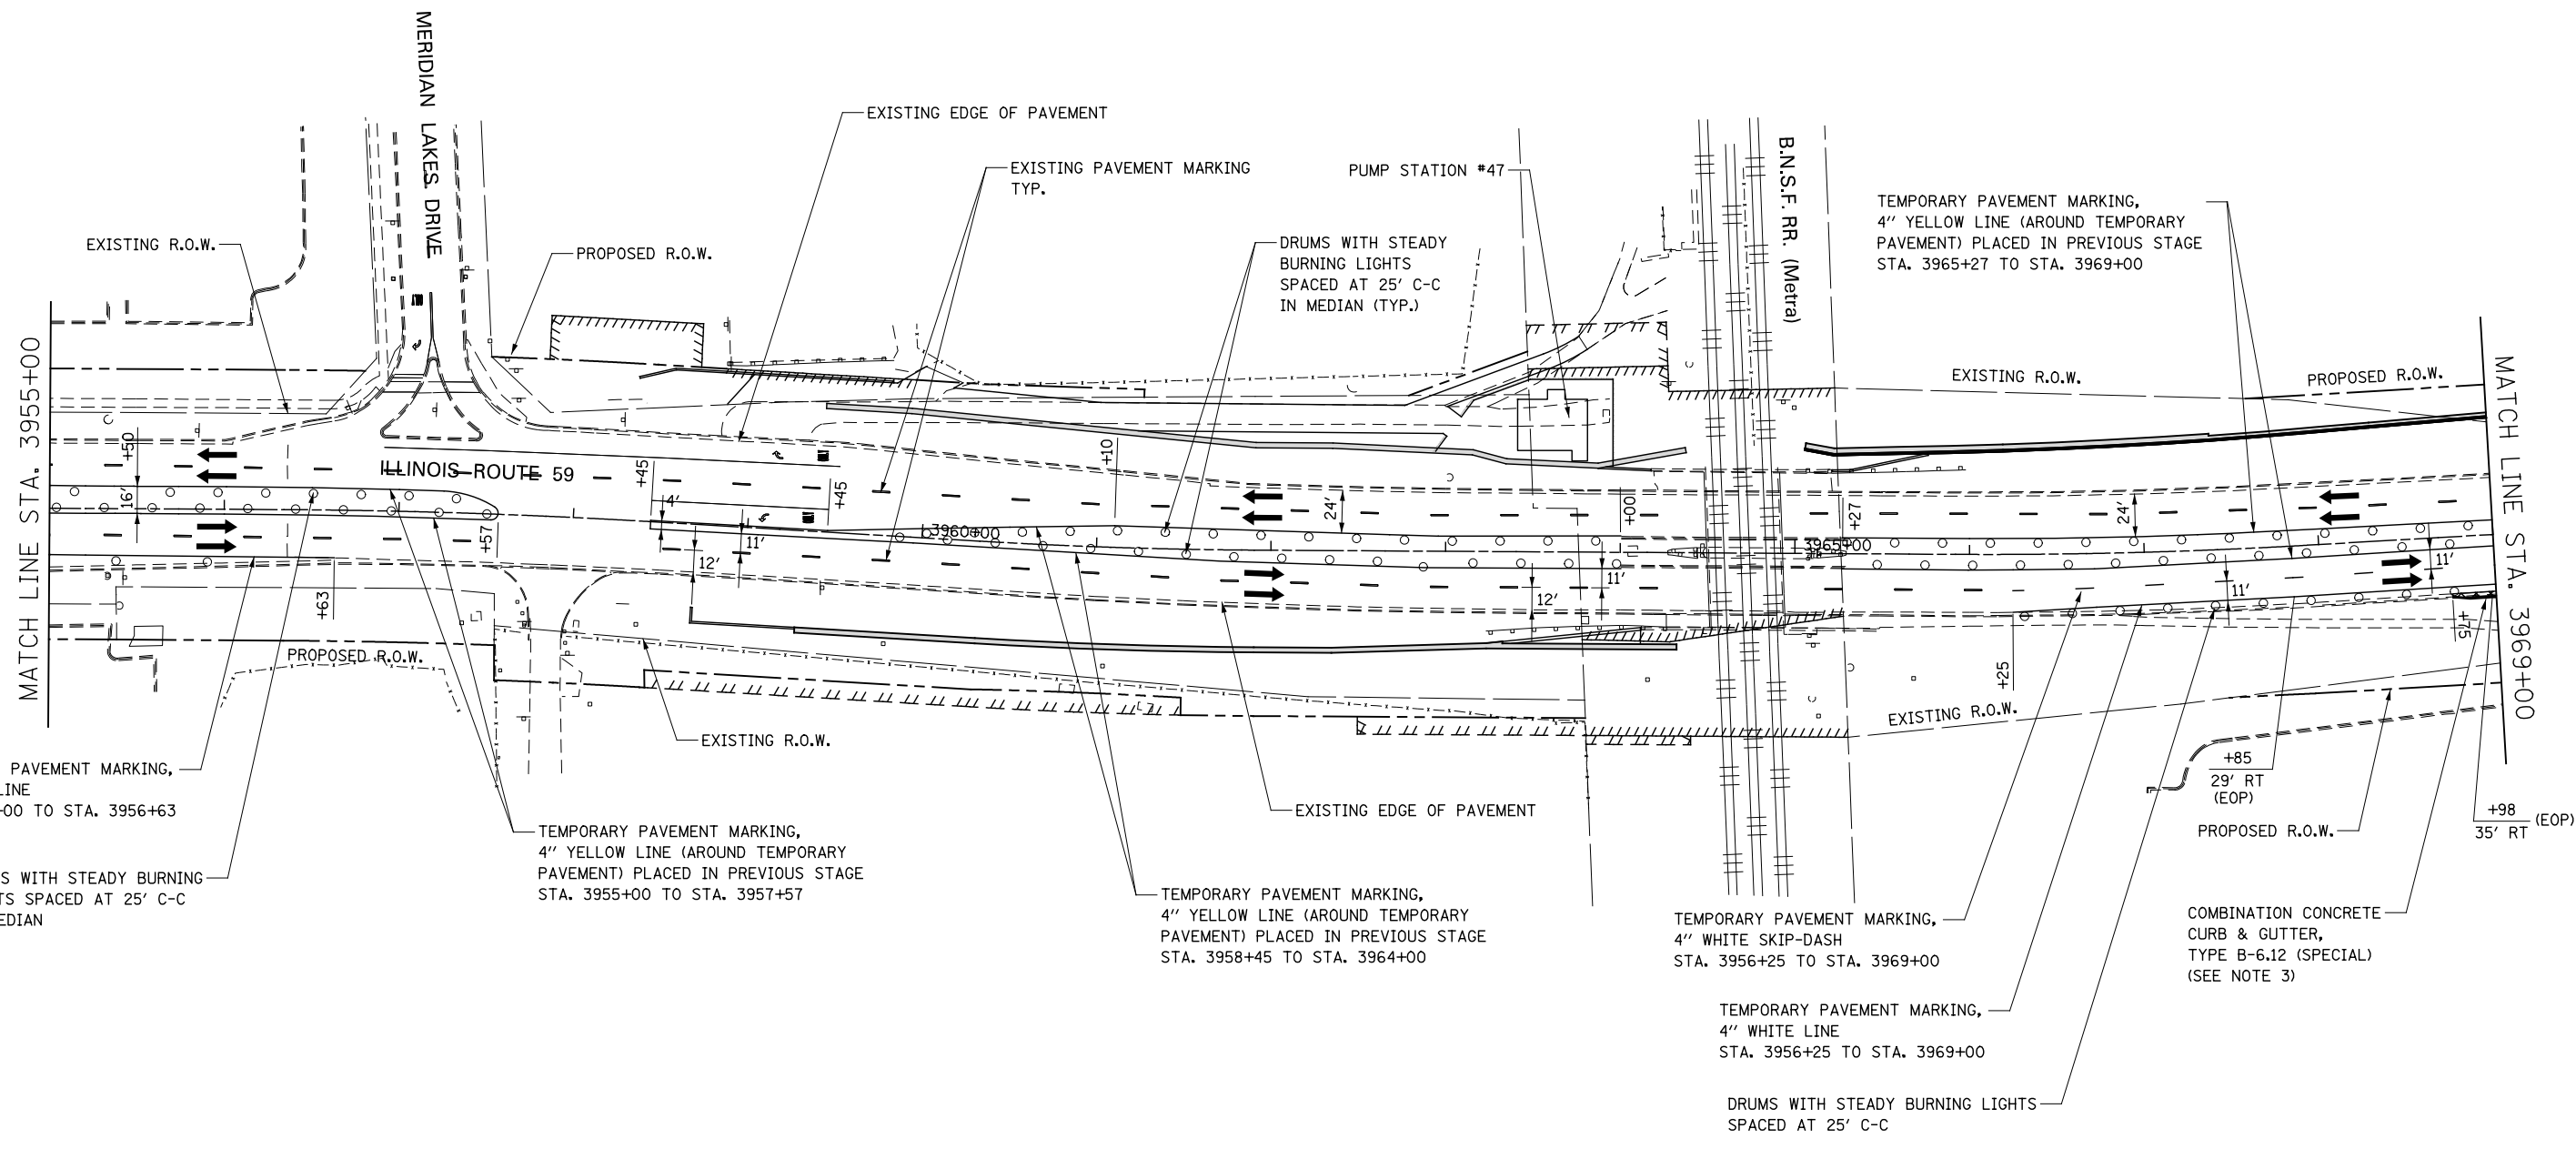 MERIDIAN LAKES DRIVE
EXISTING EDGE OF PAVEMENT
EXISTING PAVEMENT MARKING
TYP.
PUMP STATION #47
B.N.S.F. RR. (Metra)
TEMPORARY PAVEMENT MARKING,
4" YELLOW LINE (AROUND TEMPORARY
PAVEMENT) PLACED IN PREVIOUS STAGE
STA. 3965+27 TO STA. 3969+00
EXISTING R.O.W.
PROPOSED R.O.W.
DRUMS WITH STEADY
BURNING LIGHTS
SPACED AT 25' C-C
IN MEDIAN (TYP.)
MATCH LINE STA. 3955+00
EXISTING R.O.W.
PROPOSED R.O.W.
MATCH LINE STA. 3969+00
+50
16'
ILLINOIS ROUTE 59
+45
4'
+45
+10
24'
+00
+27
24'
+57
3960+00
3965+00
11'
12'
11'
12'
11'
11'
+63
+25
+75
PROPOSED R.O.W.
EXISTING R.O.W.
EXISTING R.O.W.
PAVEMENT MARKING,
LINE
+00 TO STA. 3956+63
S WITH STEADY BURNING
TS SPACED AT 25' C-C
EDIAN
TEMPORARY PAVEMENT MARKING,
4" YELLOW LINE (AROUND TEMPORARY
PAVEMENT) PLACED IN PREVIOUS STAGE
STA. 3955+00 TO STA. 3957+57
EXISTING EDGE OF PAVEMENT
TEMPORARY PAVEMENT MARKING,
4" YELLOW LINE (AROUND TEMPORARY
PAVEMENT) PLACED IN PREVIOUS STAGE
STA. 3958+45 TO STA. 3964+00
+85
29' RT
(EOP)
PROPOSED R.O.W.
+98 (EOP)
35' RT
TEMPORARY PAVEMENT MARKING,
4" WHITE SKIP-DASH
STA. 3956+25 TO STA. 3969+00
COMBINATION CONCRETE
CURB & GUTTER,
TYPE B-6.12 (SPECIAL)
(SEE NOTE 3)
TEMPORARY PAVEMENT MARKING,
4" WHITE LINE
STA. 3956+25 TO STA. 3969+00
DRUMS WITH STEADY BURNING LIGHTS
SPACED AT 25' C-C